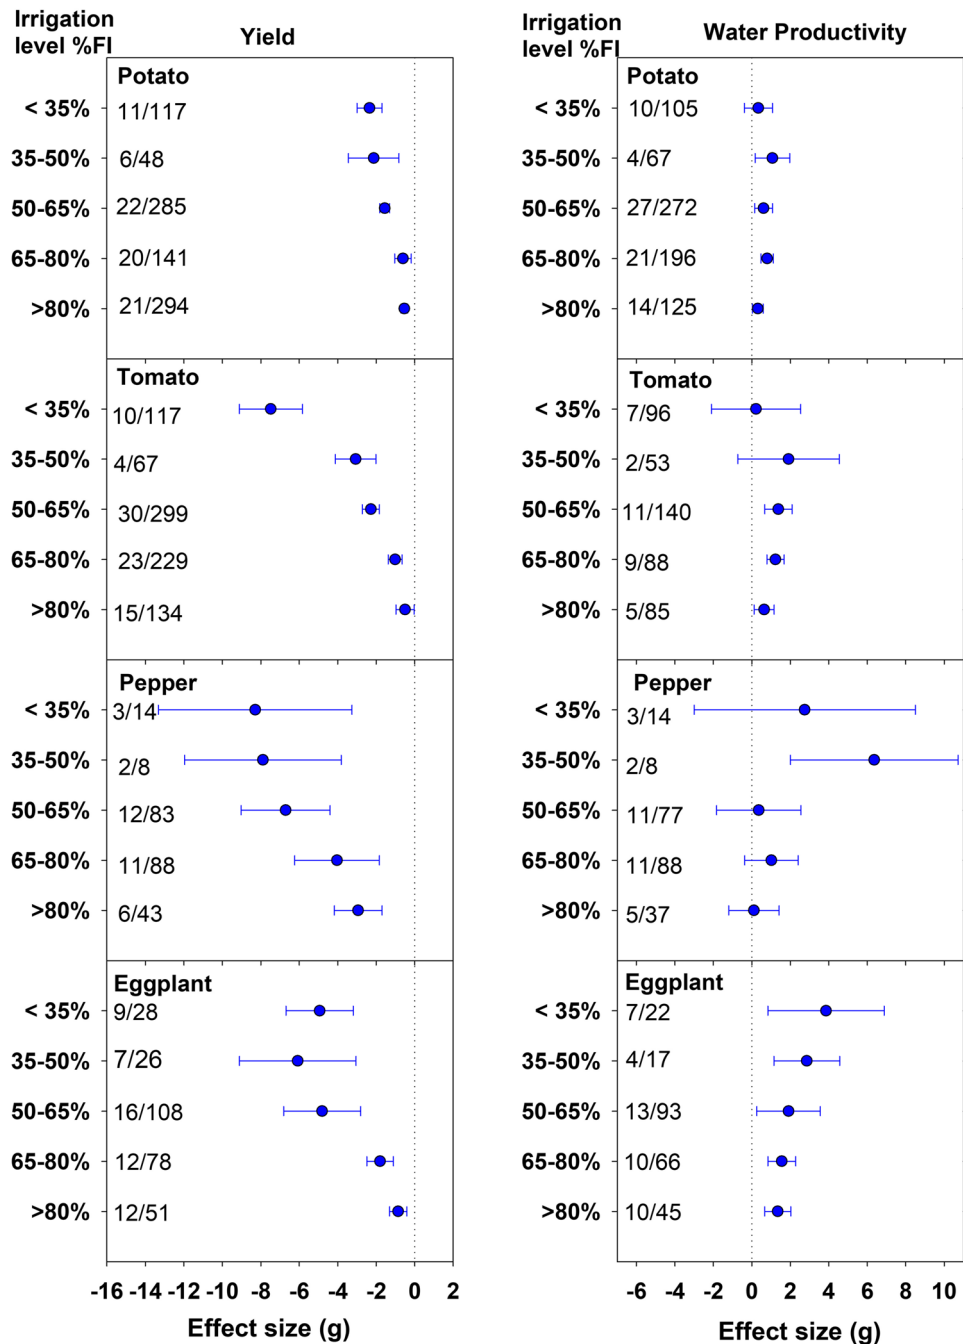 Irrigation
level %FI
Yield
Potato
< 35% 11/117
35-50% 6/48
50-65% 22/285
65-80% 20/141
>80% 21/294
Tomato
< 35% 10/117
35-50% 4/67
50-65% 30/299
65-80% 23/229
>80% 15/134
Pepper
< 35% 3/14
35-50% 2/8
50-65% 12/83
65-80% 11/88
>80% 6/43
Eggplant
< 35% 9/28
35-50% 7/26
50-65% 16/108
65-80% 12/78
>80% 12/51
-16 -14 -12 -10 -8 -6 -4 -2 0 2
Effect size (g)
Irrigation
level %FI
Water Productivity
Potato
< 35% 10/105
35-50% 4/67
50-65% 27/272
65-80% 21/196
>80% 14/125
Tomato
< 35% 7/96
35-50% 2/53
50-65% 11/140
65-80% 9/88
>80% 5/85
Pepper
< 35% 3/14
35-50% 2/8
50-65% 11/77
65-80% 11/88
>80% 5/37
Eggplant
< 35% 7/22
35-50% 4/17
50-65% 13/93
65-80% 10/66
>80% 10/45
-6 -4 -2 0 2 4 6 8 10
Effect size (g)